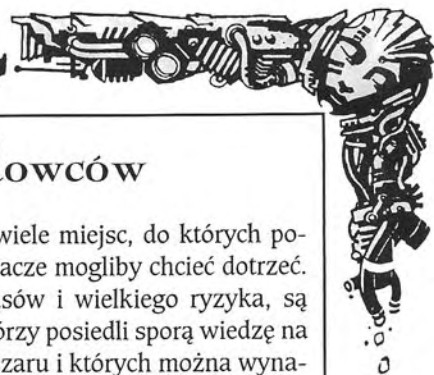 OWCÓW
wiele miejsc, do których po-
acze mogliby chcieć dotrzeć.
sów i wielkiego ryzyka, są
órzy posiedli sporą wiedzę na
zaru i których można wyna-